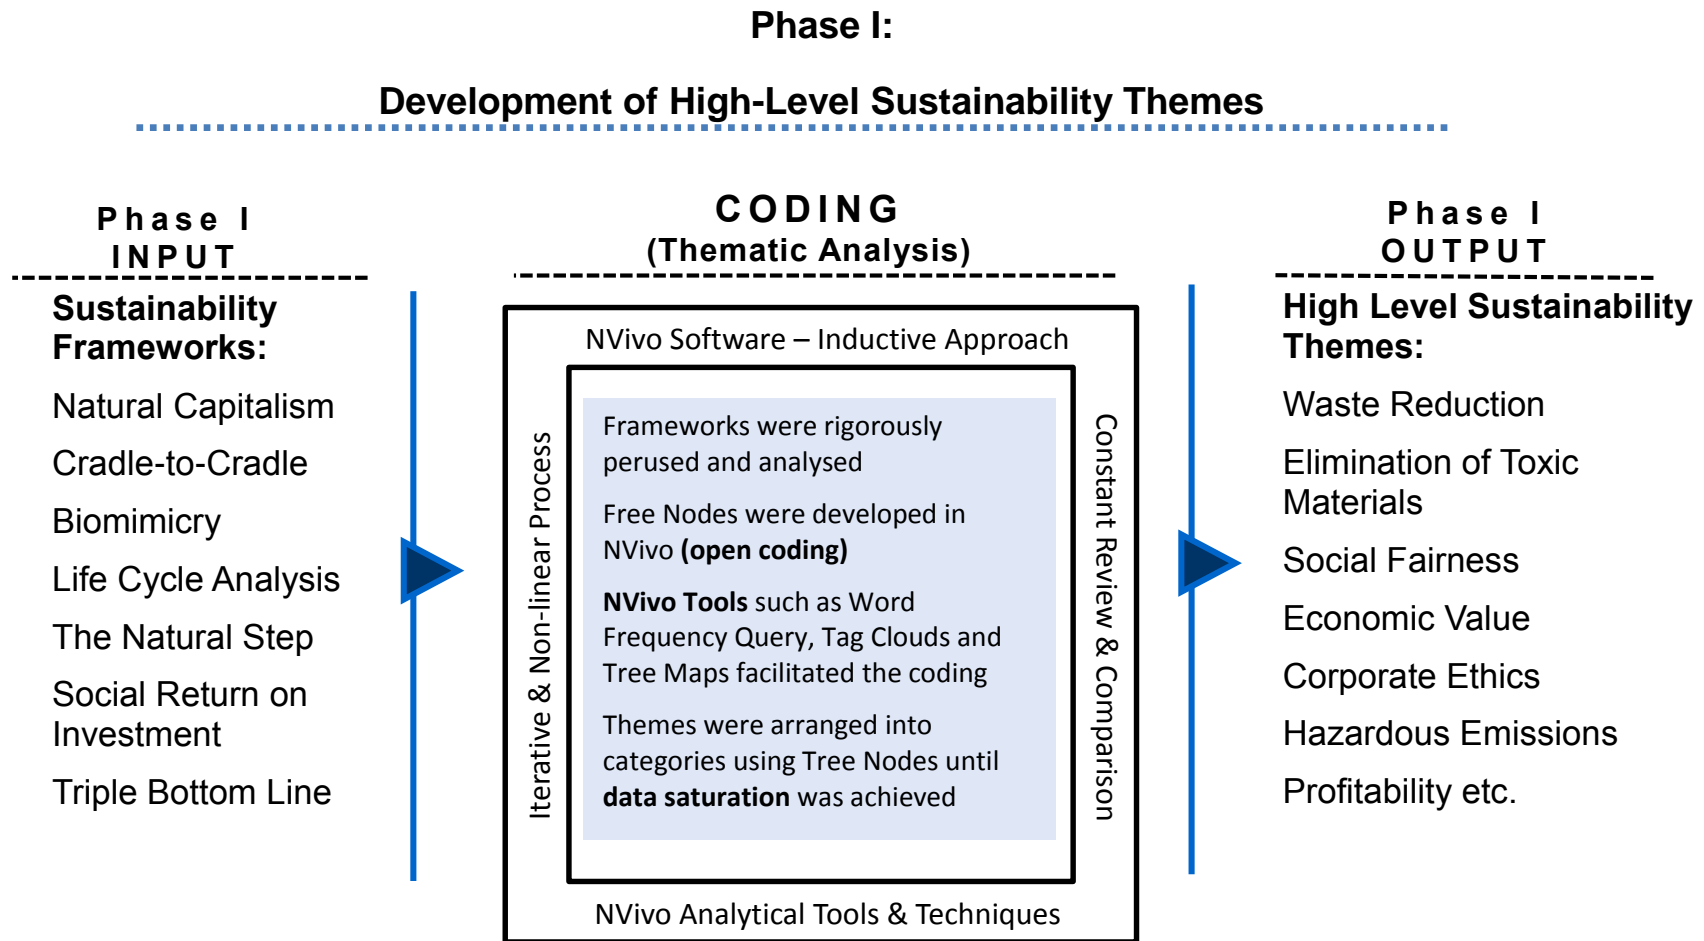 Phase I:
Development of High-Level Sustainability Themes
Phase I
INPUT
Sustainability
Frameworks:
Natural Capitalism
Cradle-to-Cradle
Biomimicry
Life Cycle Analysis
The Natural Step
Social Return on
Investment
Triple Bottom Line
CODING
(Thematic Analysis)
NVivo Software – Inductive Approach
Iterative & Non-linear Process
Frameworks were rigorously
perused and analysed
Free Nodes were developed in
NVivo (open coding)
NVivo Tools such as Word
Frequency Query, Tag Clouds and
Tree Maps facilitated the coding
Themes were arranged into
categories using Tree Nodes until
data saturation was achieved
Constant Review & Comparison
NVivo Analytical Tools & Techniques
Phase I
OUTPUT
High Level Sustainability
Themes:
Waste Reduction
Elimination of Toxic
Materials
Social Fairness
Economic Value
Corporate Ethics
Hazardous Emissions
Profitability etc.